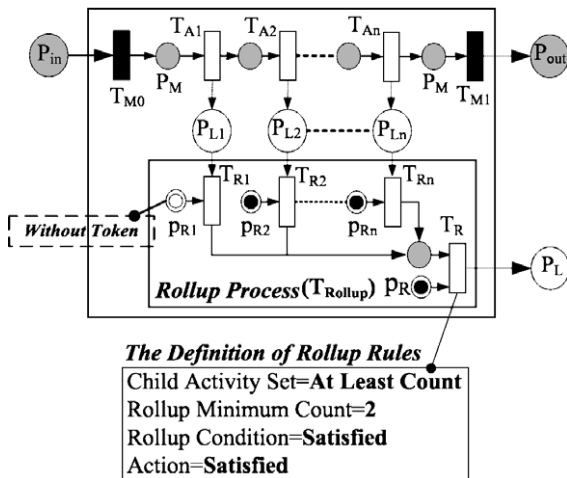 T_A1 T_A2 T_An
P_in P_out
T_M0 P_M P_M T_M1
P_L1 P_L2 P_Ln
T_R1 T_R2 T_Rn
Without Token
p_R1 p_R2 p_Rn T_R
P_L
Rollup Process(T_Rollup) p_R
The Definition of Rollup Rules
Child Activity Set=At Least Count
Rollup Minimum Count=2
Rollup Condition=Satisfied
Action=Satisfied